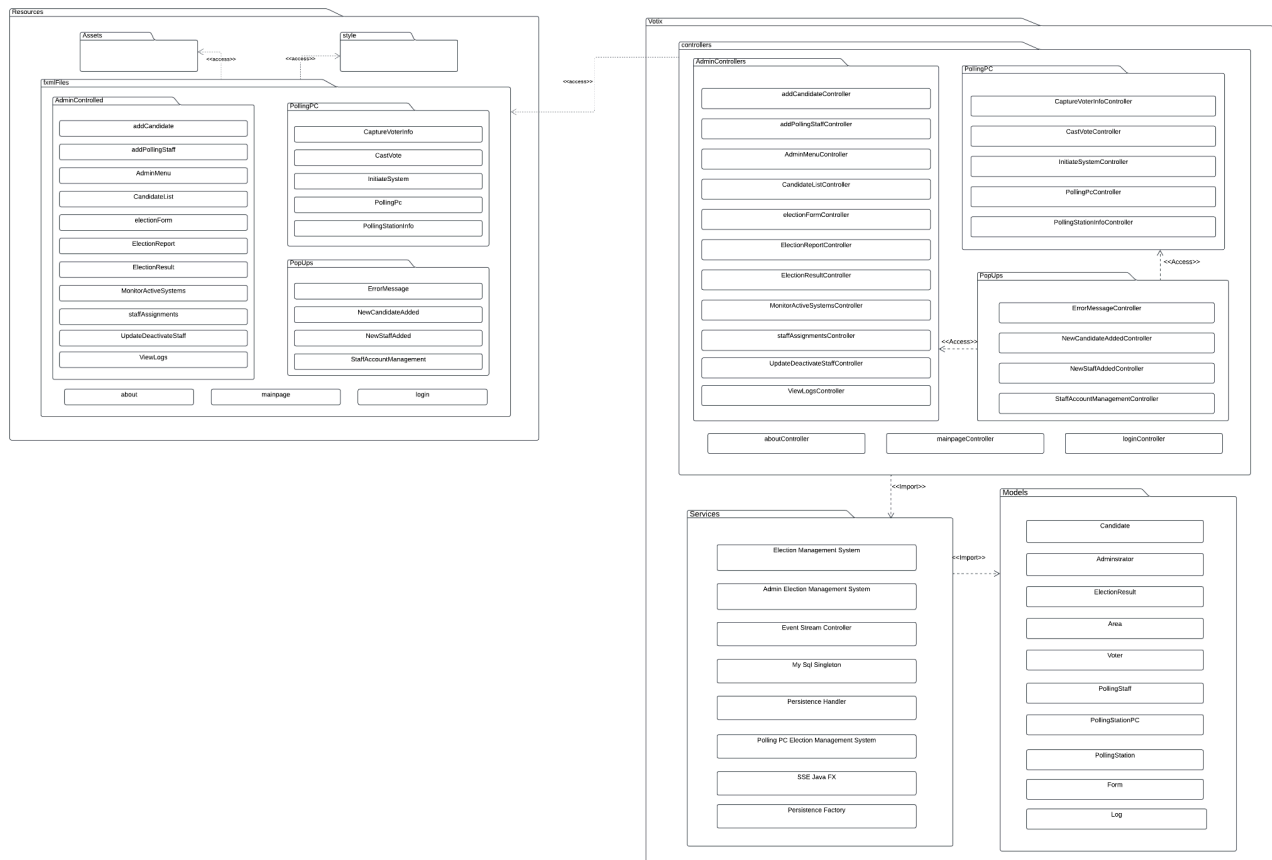 Resources
Assets
style
<<access>>
<<access>>
fxmlFiles
AdminControlled
addCandidate
addPollingStaff
AdminMenu
CandidateList
electionForm
ElectionReport
ElectionResult
MonitorActiveSystems
staffAssignments
UpdateDeactivateStaff
ViewLogs
PollingPC
CaptureVoterInfo
CastVote
InitiateSystem
PollingPc
PollingStationInfo
PopUps
ErrorMessage
NewCandidateAdded
NewStaffAdded
StaffAccountManagement
about
mainpage
login
<<access>>
Votix
controllers
AdminControllers
addCandidateController
addPollingStaffController
AdminMenuController
CandidateListController
electionFormController
ElectionReportController
ElectionResultController
MonitorActiveSystemsController
staffAssignmentsController
UpdateDeactivateStaffController
ViewLogsController
PollingPC
CaptureVoterInfoController
CastVoteController
InitiateSystemController
PollingPcController
PollingStationInfoController
<<Access>>
PopUps
ErrorMessageController
NewCandidateAddedController
NewStaffAddedController
StaffAccountManagementController
<<Access>>
aboutController
mainpageController
loginController
<<Import>>
Services
Election Management System
Admin Election Management System
Event Stream Controller
My Sql Singleton
Persistence Handler
Polling PC Election Management System
SSE Java FX
Persistence Factory
<<Import>>
Models
Candidate
Adminstrator
ElectionResult
Area
Voter
PollingStaff
PollingStationPC
PollingStation
Form
Log